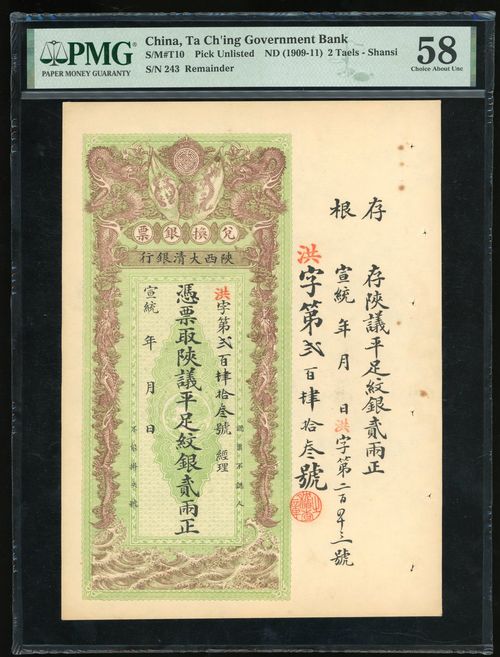 PMG
PAPER MONEY GUARANTY
China, Ta Ch'ing Government Bank
S/M#T10 Pick Unlisted ND (1909-11) 2 Taels - Shansi
S/N 243 Remainder
58
Choice About Unc
存根
存陝議平足紋銀貳兩正
宣統 年 月 日 洪字第二百四十三號
洪字第弍百肆拾叁號
兌換銀票
陝西大清銀行
洪字第弍百肆拾叁號 經理
憑票取陝議平足紋銀貳兩正
宣統 年 月 日